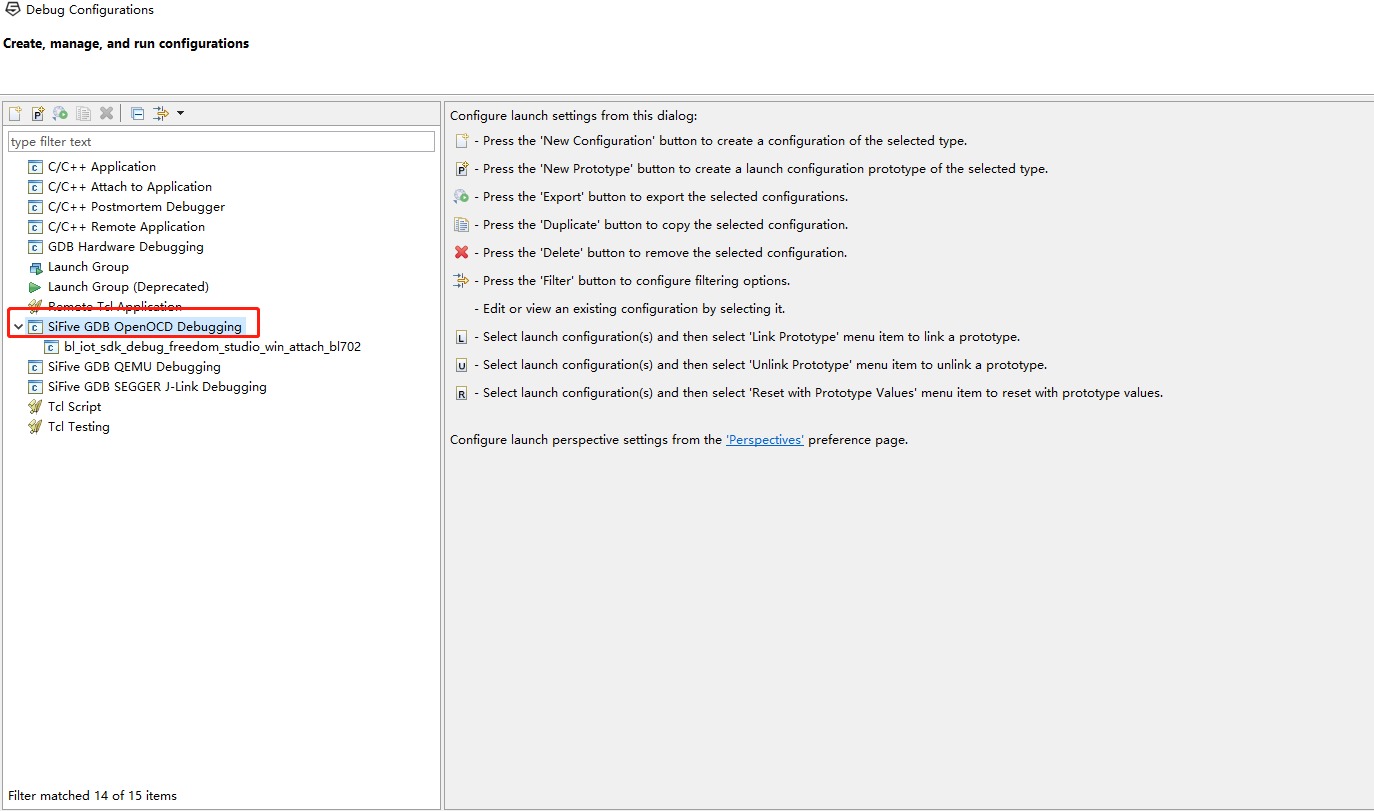 Debug Configurations
Create, manage, and run configurations
type filter text
C/C++ Application
C/C++ Attach to Application
C/C++ Postmortem Debugger
C/C++ Remote Application
GDB Hardware Debugging
Launch Group
Launch Group (Deprecated)
Remote Tcl Application
SiFive GDB OpenOCD Debugging
bl_iot_sdk_debug_freedom_studio_win_attach_bl702
SiFive GDB QEMU Debugging
SiFive GDB SEGGER J-Link Debugging
Tcl Script
Tcl Testing
Filter matched 14 of 15 items
Configure launch settings from this dialog:
- Press the 'New Configuration' button to create a configuration of the selected type.
- Press the 'New Prototype' button to create a launch configuration prototype of the selected type.
- Press the 'Export' button to export the selected configurations.
- Press the 'Duplicate' button to copy the selected configuration.
- Press the 'Delete' button to remove the selected configuration.
- Press the 'Filter' button to configure filtering options.
- Edit or view an existing configuration by selecting it.
- Select launch configuration(s) and then select 'Link Prototype' menu item to link a prototype.
- Select launch configuration(s) and then select 'Unlink Prototype' menu item to unlink a prototype.
- Select launch configuration(s) and then select 'Reset with Prototype Values' menu item to reset with prototype values.
Configure launch perspective settings from the 'Perspectives' preference page.